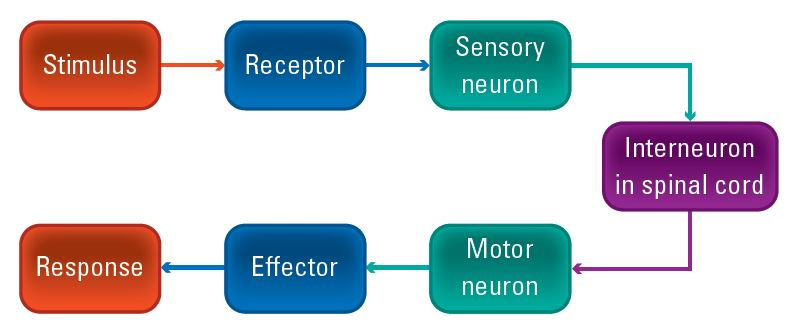 Stimulus
Receptor
Sensory
neuron
Interneuron
in spinal cord
Motor
neuron
Effector
Response